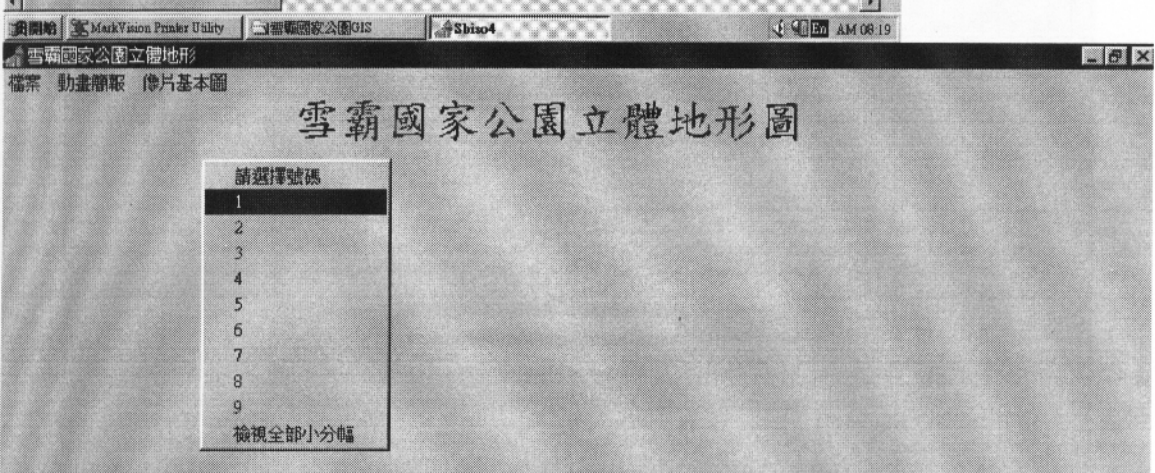 開始 MarkVision Printer Utility 雪霸國家公園GIS Sbiso4 En AM 08:19
雪霸國家公園立體地形
檔案 動畫簡報 像片基本圖
雪霸國家公園立體地形圖
請選擇號碼
1
2
3
4
5
6
7
8
9
檢視全部小分幅